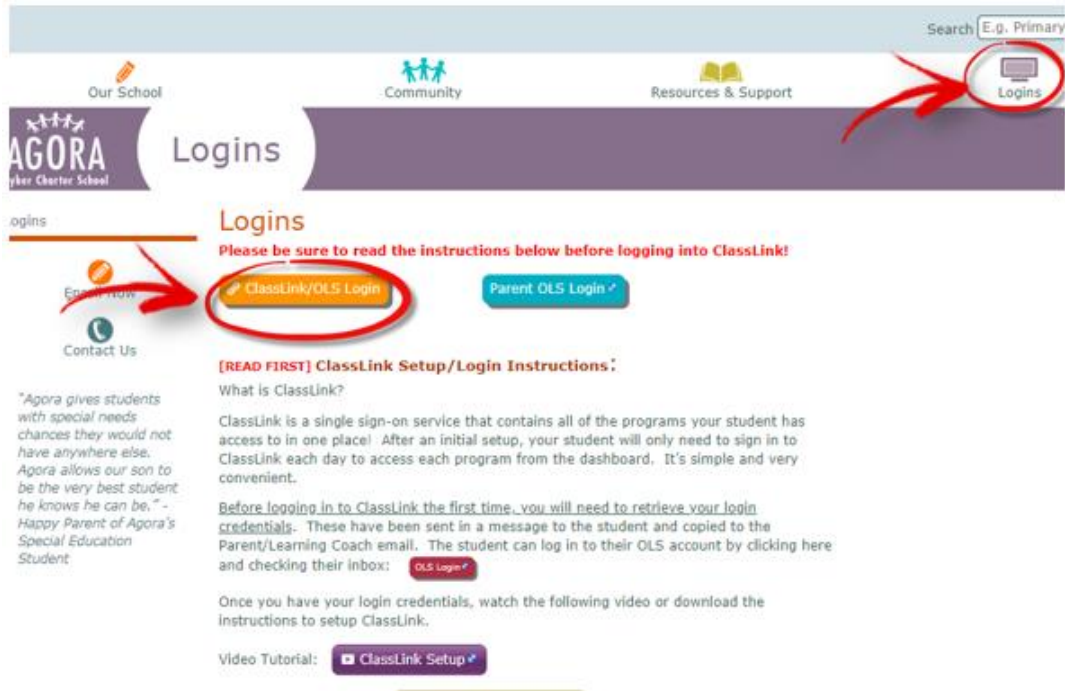 Search E.g. Primary
Our School
Community
Resources & Support
Logins
AGORA
yber Charter School
Logins
ogins
Enroll Now
Contact Us
"Agora gives students
with special needs
chances they would not
have anywhere else.
Agora allows our son to
be the very best student
he knows he can be." -
Happy Parent of Agora's
Special Education
Student
Logins
Please be sure to read the instructions below before logging into ClassLink!
ClassLink/OLS Login
Parent OLS Login
[READ FIRST] ClassLink Setup/Login Instructions:
What is ClassLink?
ClassLink is a single sign-on service that contains all of the programs your student has
access to in one place! After an initial setup, your student will only need to sign in to
ClassLink each day to access each program from the dashboard. It's simple and very
convenient.
Before logging in to ClassLink the first time, you will need to retrieve your login
credentials. These have been sent in a message to the student and copied to the
Parent/Learning Coach email. The student can log in to their OLS account by clicking here
and checking their inbox: OLS Login
Once you have your login credentials, watch the following video or download the
instructions to setup ClassLink.
Video Tutorial: ClassLink Setup